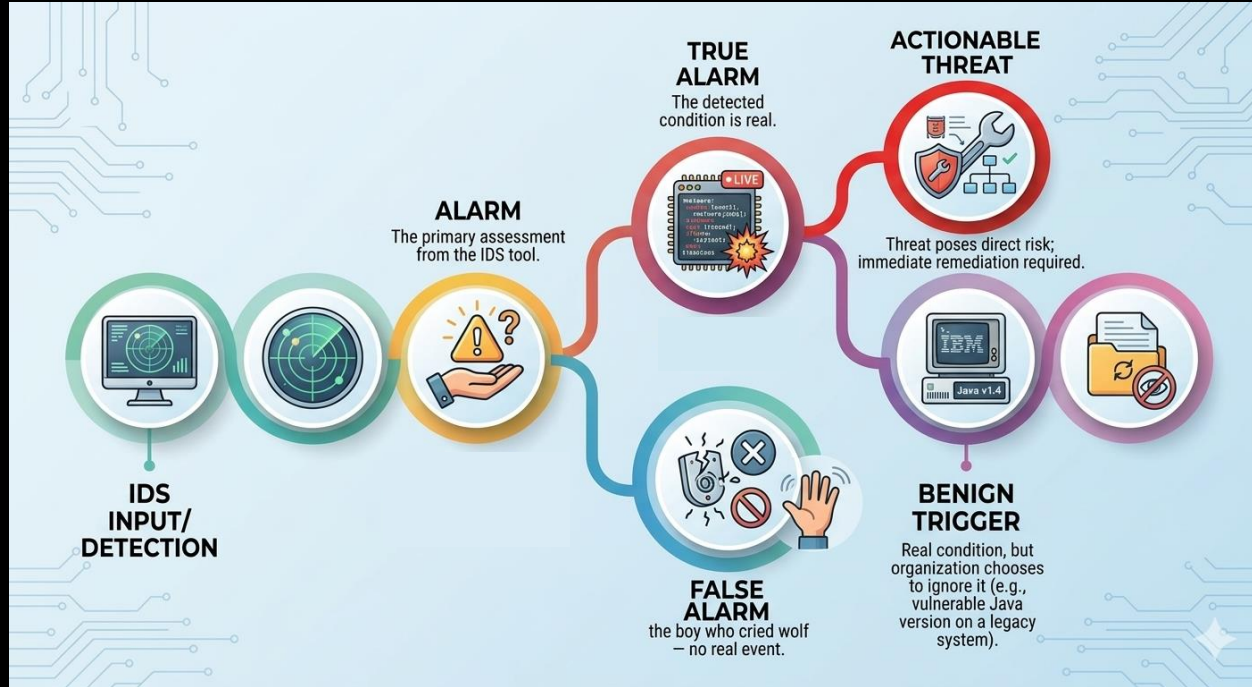 IDS
INPUT/
DETECTION
ALARM
The primary assessment
from the IDS tool.
TRUE
ALARM
The detected
condition is real.
LIVE
ACTIONABLE
THREAT
Threat poses direct risk;
immediate remediation required.
IBM
Java v1.4
BENIGN
TRIGGER
Real condition, but
organization chooses
to ignore it (e.g.,
vulnerable Java
version on a legacy
system).
FALSE
ALARM
the boy who cried wolf
— no real event.